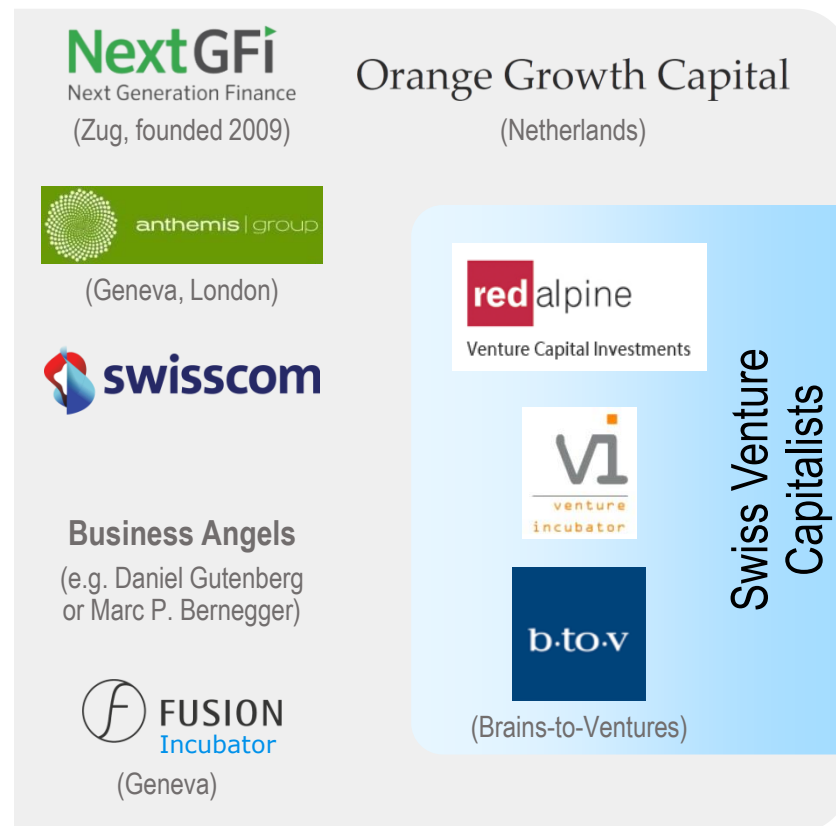 NextGFi
Next Generation Finance
(Zug, founded 2009)
Orange Growth Capital
(Netherlands)
anthemis | group
(Geneva, London)
swisscom
Business Angels
(e.g. Daniel Gutenberg
or Marc P. Bernegger)
FUSION
Incubator
(Geneva)
red alpine
Venture Capital Investments
vi
venture
incubator
b·to·v
(Brains-to-Ventures)
Swiss Venture
Capitalists